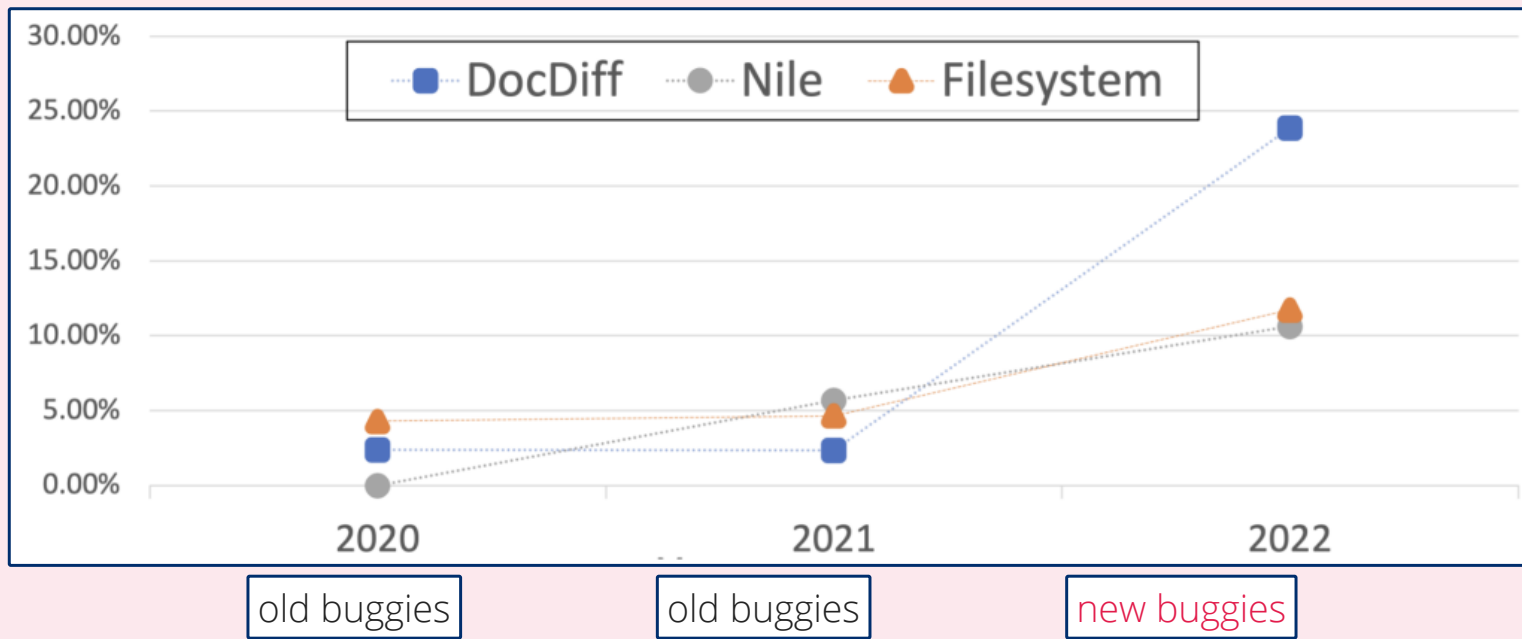 30.00%
DocDiff Nile Filesystem
25.00%
20.00%
15.00%
10.00%
5.00%
0.00%
2020 2021 2022
old buggies old buggies new buggies